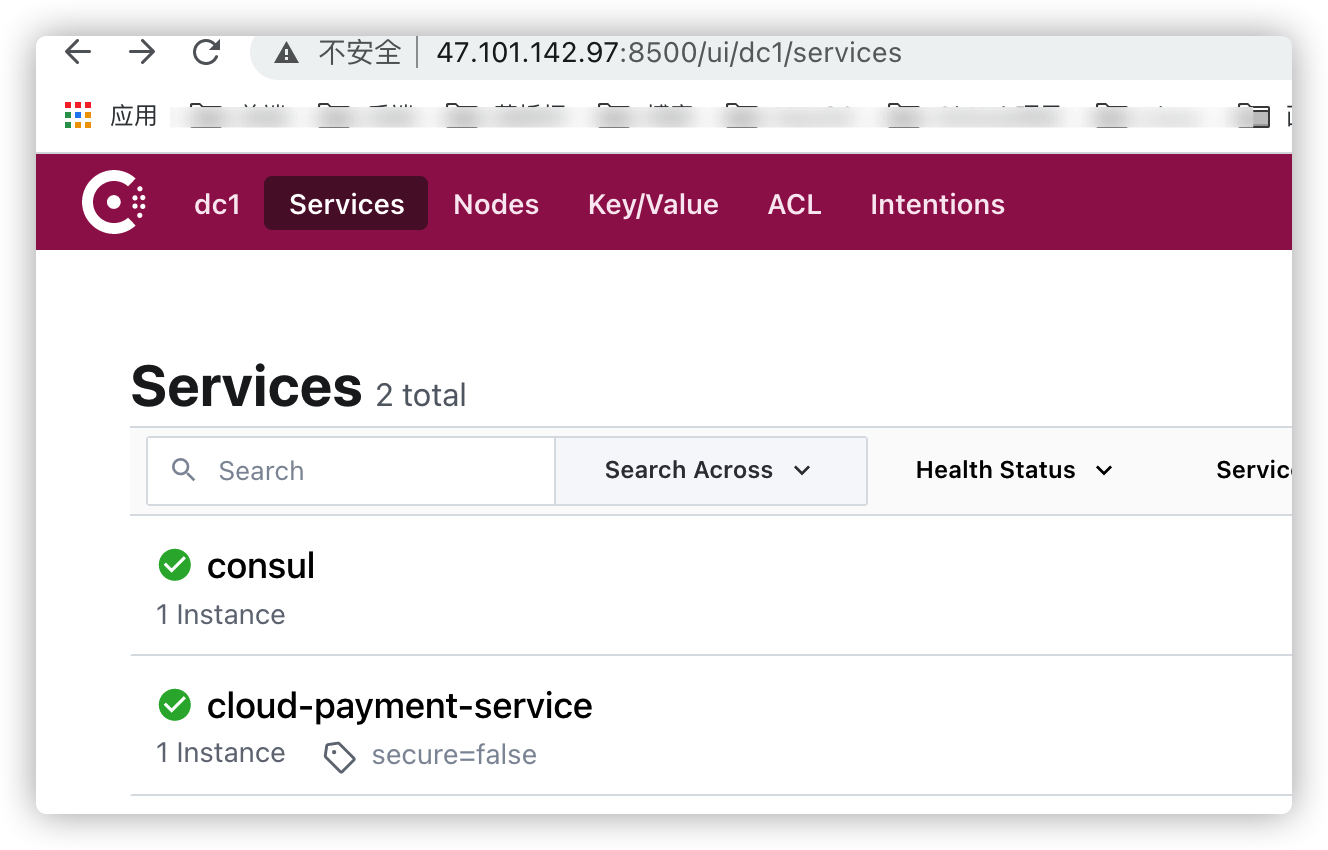 不安全 47.101.142.97:8500/ui/dc1/services
应用
dc1 Services Nodes Key/Value ACL Intentions
Services 2 total
Search Search Across Health Status
consul
1 Instance
cloud-payment-service
1 Instance secure=false